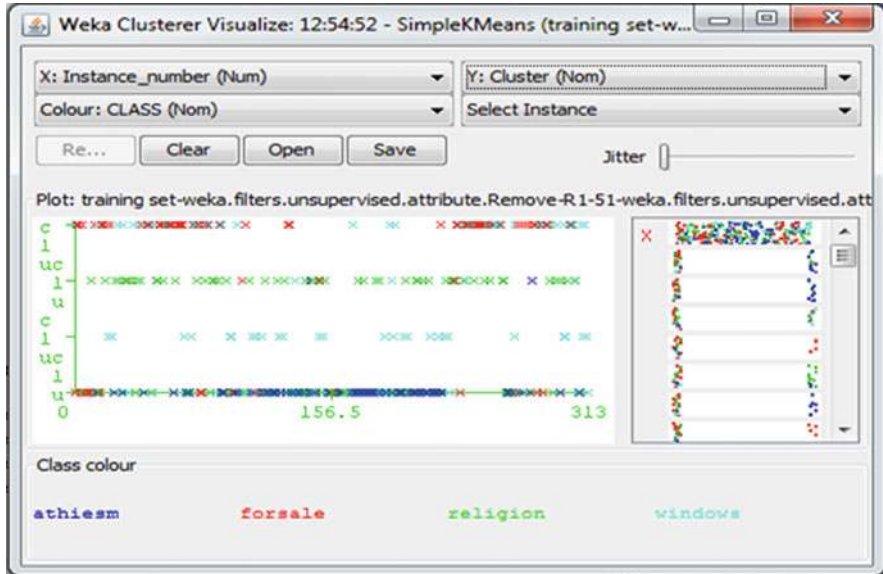 Weka Clusterer Visualize: 12:54:52 - SimpleKMeans (training set-w...
X: Instance_number (Num)
Y: Cluster (Nom)
Colour: CLASS (Nom)
Select Instance
Re...
Clear
Open
Save
Jitter
Plot: training set-weka.filters.unsupervised.attribute.Remove-R1-51-weka.filters.unsupervised.att
c
l
uc
l
u
c
l
uc
l
u
0
156.5
313
X
Class colour
athiesm
forsale
religion
windows